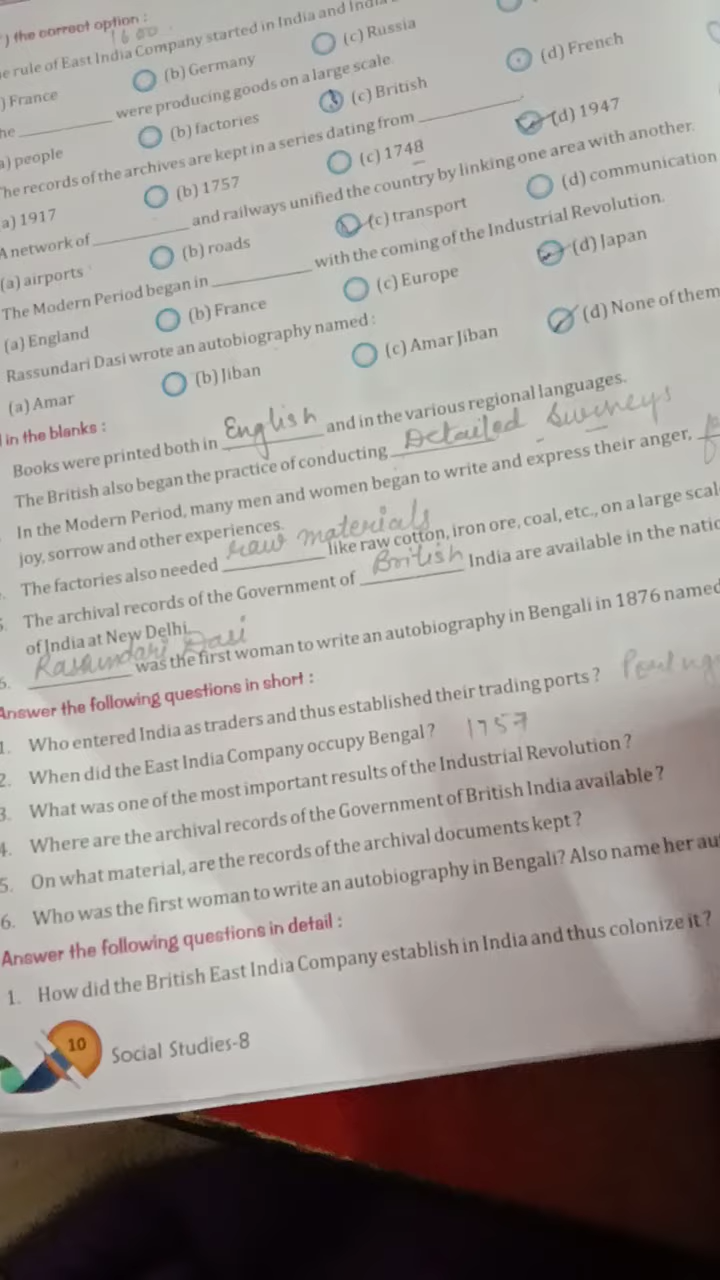 ) the correct option :
1600
e rule of East India Company started in India and
) France (b) Germany (c) Russia
he ________ were producing goods on a large scale.
a) people (b) factories (c) British (d) French
he records of the archives are kept in a series dating from ________.
a) 1917 (b) 1757 (c) 1748 (d) 1947
A network of ________ and railways unified the country by linking one area with another.
(a) airports (b) roads (c) transport (d) communication
The Modern Period began in ________ with the coming of the Industrial Revolution.
(a) England (b) France (c) Europe (d) Japan
Rassundari Dasi wrote an autobiography named :
(a) Amar (b) Jiban (c) Amar Jiban (d) None of them
in the blanks :
Books were printed both in English and in the various regional languages.
The British also began the practice of conducting Detailed Surneys
In the Modern Period, many men and women began to write and express their anger,
joy, sorrow and other experiences.
The factories also needed raw materials like raw cotton, iron ore, coal, etc., on a large scal
The archival records of the Government of British India are available in the natio
of India at New Delhi.
6. Rassundari Dasi was the first woman to write an autobiography in Bengali in 1876 named
Answer the following questions in short :
1. Who entered India as traders and thus established their trading ports ?
2. When did the East India Company occupy Bengal ? 1757
3. What was one of the most important results of the Industrial Revolution ?
4. Where are the archival records of the Government of British India available ?
5. On what material, are the records of the archival documents kept ?
6. Who was the first woman to write an autobiography in Bengali? Also name her au
Answer the following questions in detail :
1. How did the British East India Company establish in India and thus colonize it ?
10 Social Studies-8